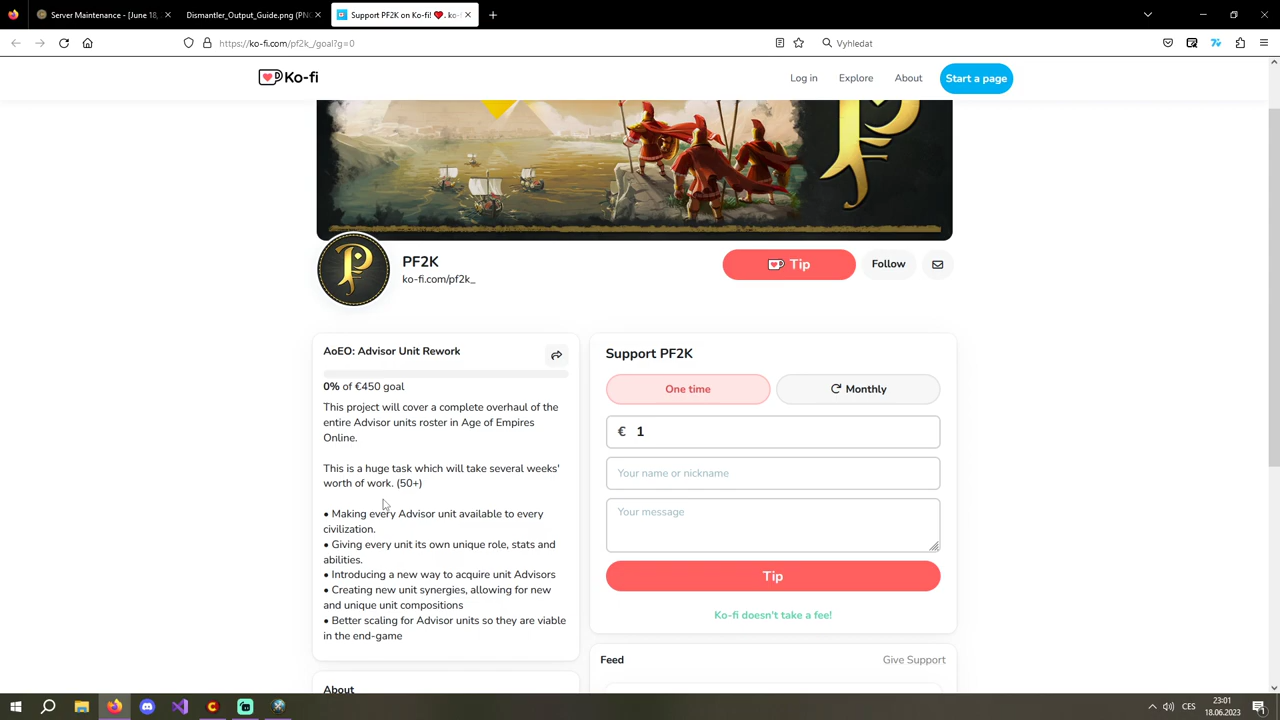 Server Maintenance - [June 18,
Dismantler_Output_Guide.png (PNG
Support PF2K on Ko-fi! ❤️. ko-f
https://ko-fi.com/pf2k_/goal?g=0
Vyhledat
Ko-fi
Log in
Explore
About
Start a page
PF2K
ko-fi.com/pf2k_
Tip
Follow
AoEO: Advisor Unit Rework
0% of €450 goal
This project will cover a complete overhaul of the
entire Advisor units roster in Age of Empires
Online.
This is a huge task which will take several weeks'
worth of work. (50+)
• Making every Advisor unit available to every
civilization.
• Giving every unit its own unique role, stats and
abilities.
• Introducing a new way to acquire unit Advisors
• Creating new unit synergies, allowing for new
and unique unit compositions
• Better scaling for Advisor units so they are viable
in the end-game
About
Support PF2K
One time
Monthly
€ 1
Your name or nickname
Your message
Tip
Ko-fi doesn't take a fee!
Feed
Give Support
CES
23:01
18.06.2023